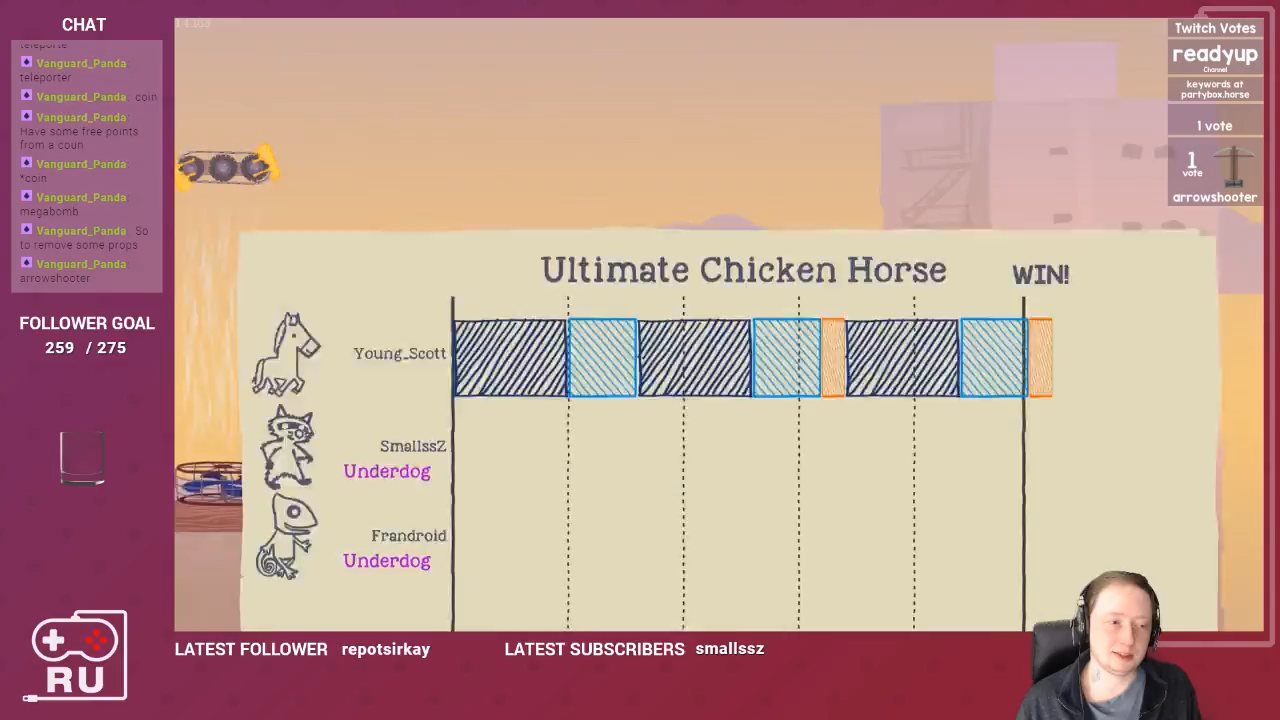 CHAT
teleporte
Vanguard_Panda
teleporter
Vanguard_Panda coin
Vanguard_Panda
Have some free points
from a coun
Vanguard_Panda
*coin
Vanguard_Panda
megabomb
Vanguard_Panda So
to remove some props
Vanguard_Panda
arrowshooter
FOLLOWER GOAL
259 / 275
RU
Twitch Votes
readyup
Channel
keywords at
partybox.horse
1 vote
1
vote
arrowshooter
Ultimate Chicken Horse
WIN!
Young_Scott
SmallssZ
Underdog
Frandroid
Underdog
LATEST FOLLOWER repotsirkay
LATEST SUBSCRIBERS smallssz